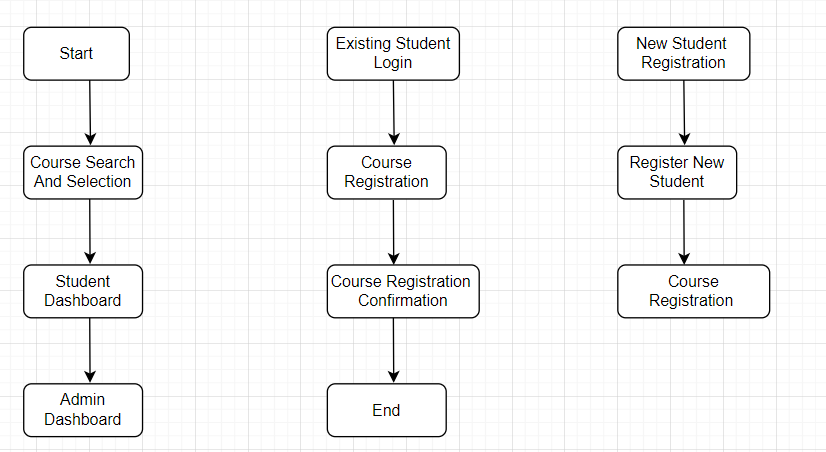 Start
Course Search
And Selection
Student
Dashboard
Admin
Dashboard
Existing Student
Login
Course
Registration
Course Registration
Confirmation
End
New Student
Registration
Register New
Student
Course
Registration